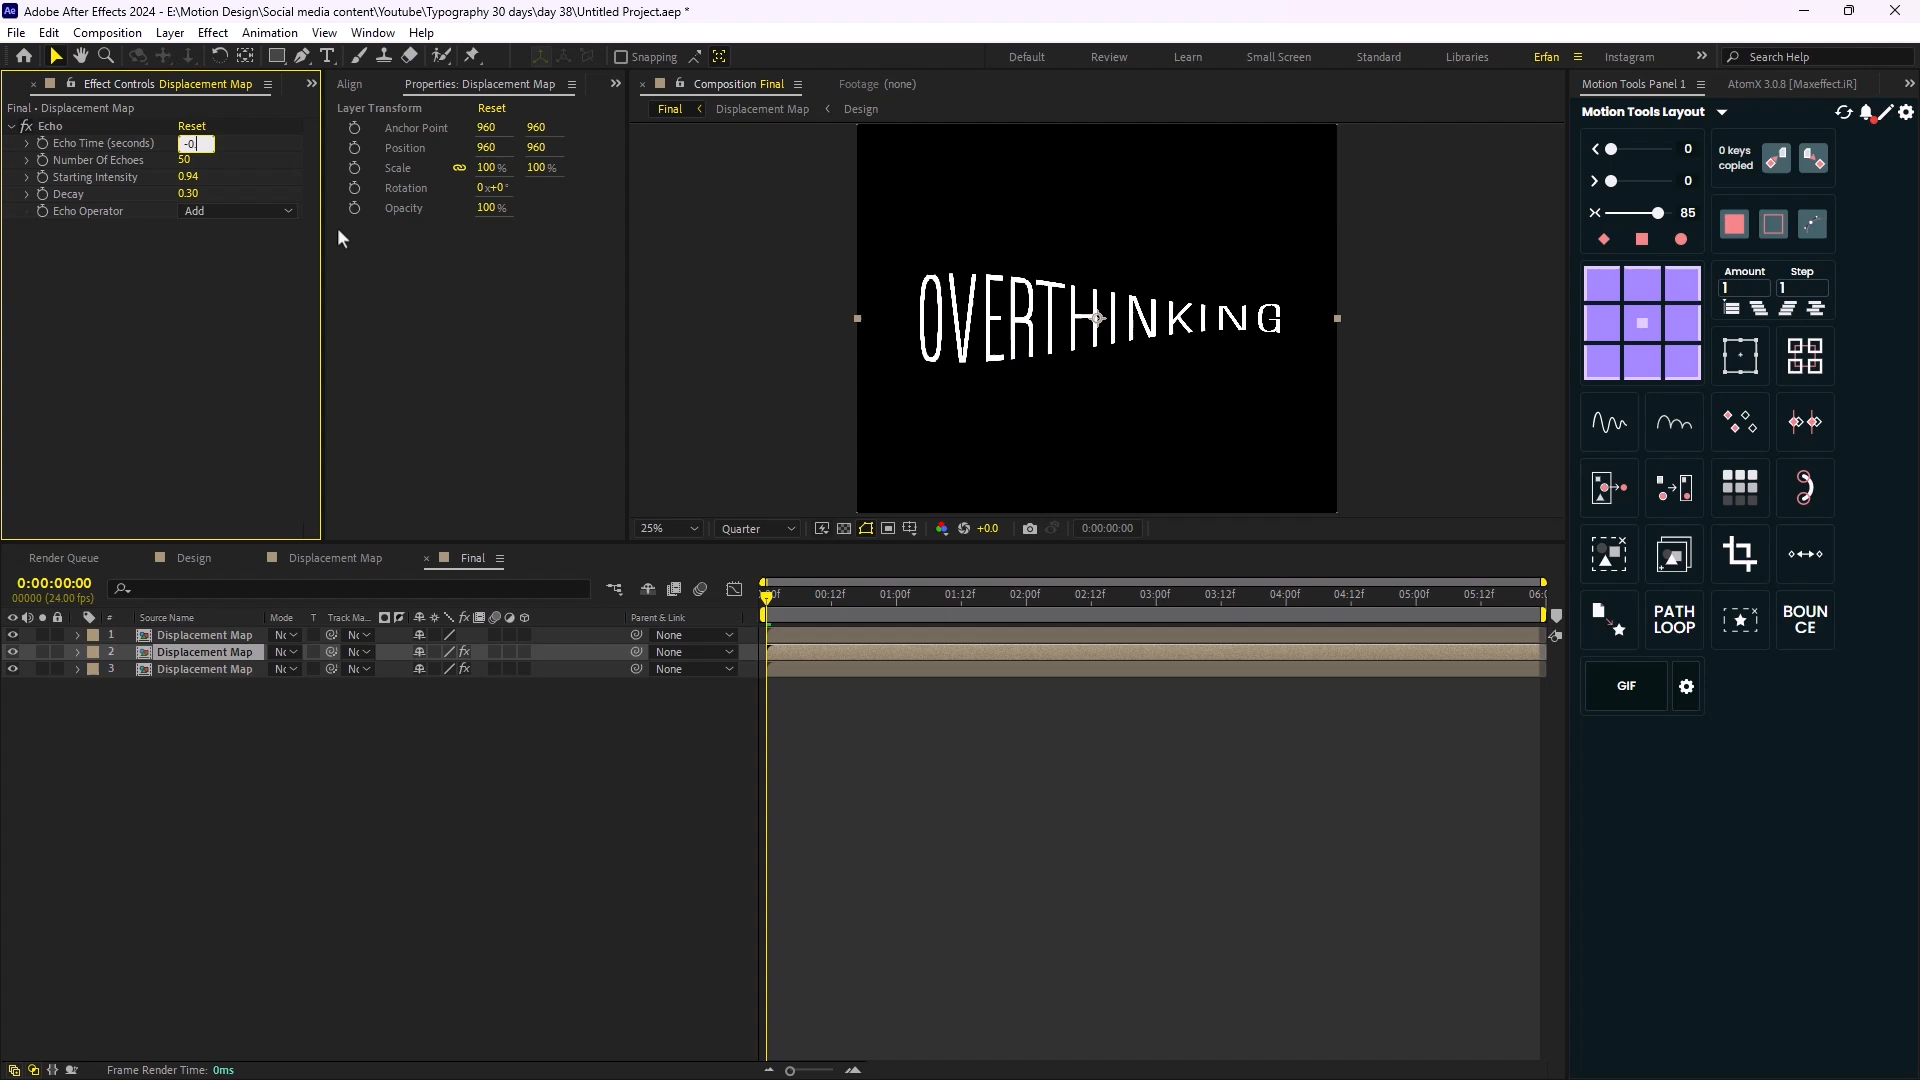 Ae Adobe After Effects 2024 - E:\Motion Design\Social media content\Youtube\Typography 30 days\day 38\Untitled Project.aep *
File Edit Composition Layer Effect Animation View Window Help
Snapping Default Review Learn Small Screen Standard Libraries Erfan Instagram Search Help
Effect Controls Displacement Map
Final • Displacement Map
fx Echo Reset
Echo Time (seconds) -0.
Number Of Echoes 50
Starting Intensity 0.94
Decay 0.30
Echo Operator Add
Align Properties: Displacement Map
Layer Transform Reset
Anchor Point 960 960
Position 960 960
Scale 100 % 100 %
Rotation 0x+0°
Opacity 100 %
Composition Final Footage (none)
Final Displacement Map Design
OVERTHINKING
25% Quarter +0.0 0:00:00:00
Motion Tools Panel 1 AtomX 3.0.8 [Maxeffect.iR]
Motion Tools Layout
0 0 keys copied
0
85
Amount Step
1 1
PATH LOOP BOUN CE
GIF
Render Queue Design Displacement Map Final
0:00:00:00
00000 (24.00 fps)
00f 00:12f 01:00f 01:12f 02:00f 02:12f 03:00f 03:12f 04:00f 04:12f 05:00f 05:12f 06:0
# Source Name Mode T Track Ma... fx Parent & Link
1 Displacement Map None
2 Displacement Map fx None
3 Displacement Map fx None
Frame Render Time: 0ms